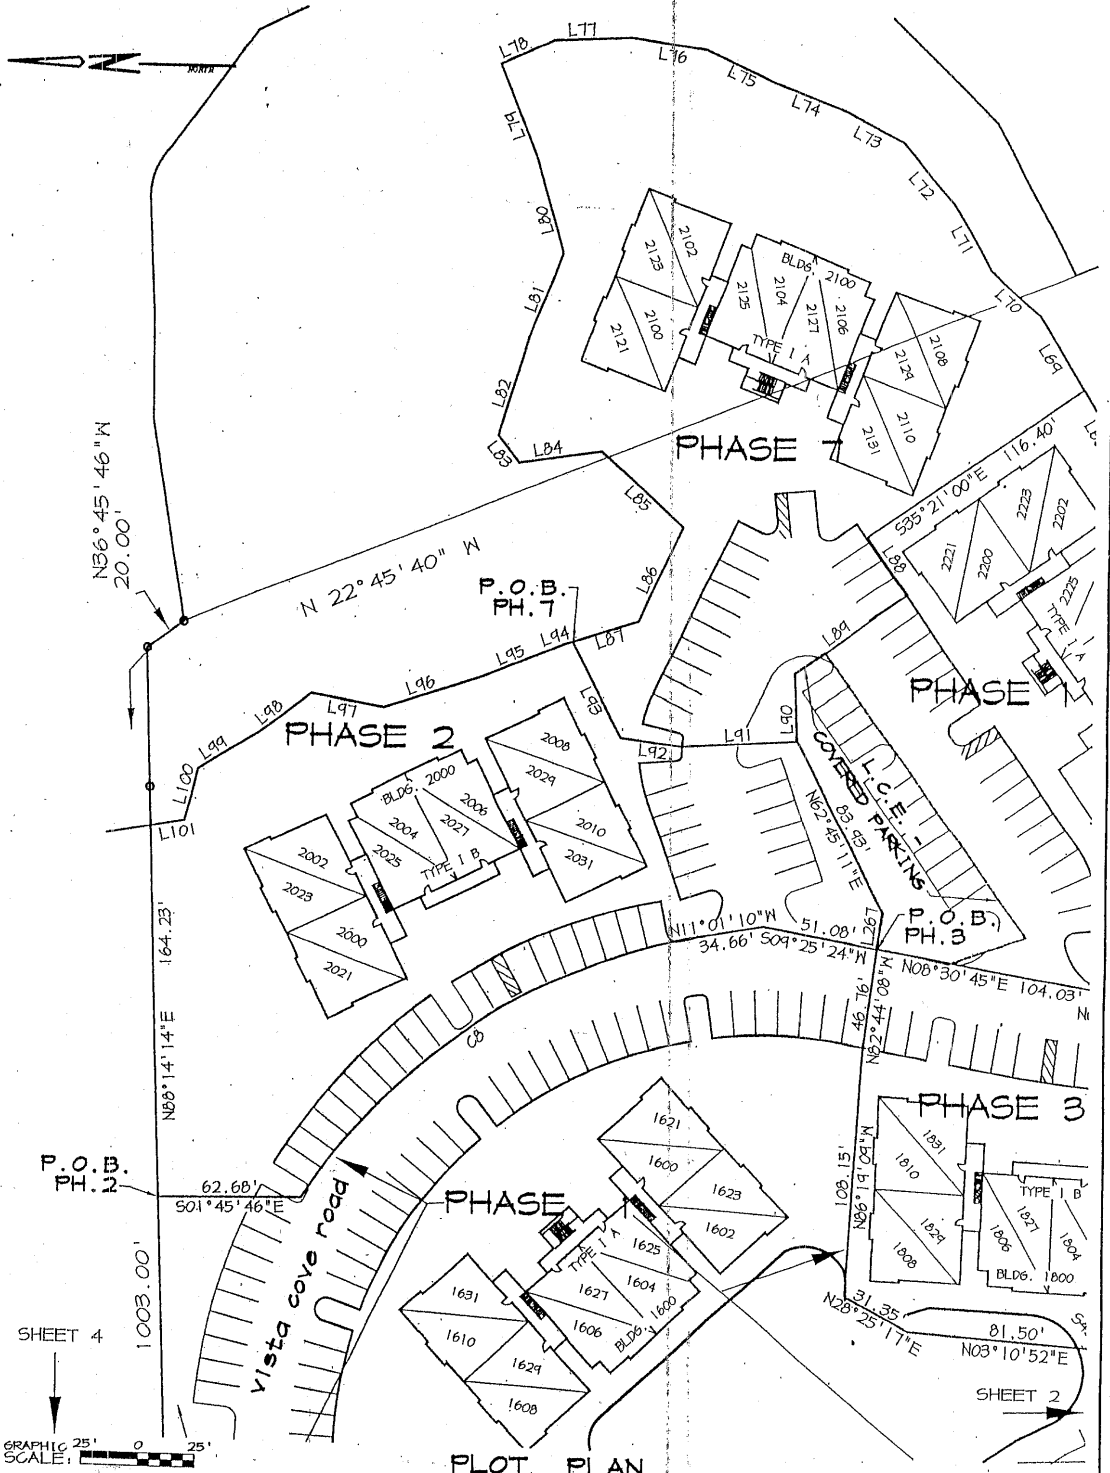 L77
L78
L76
L75
L74
L73
L72
L71
L70
L69
L79
L80
L81
L82
L83
L84
L85
L86
L87
L88
L89
L90
L91
L92
L93
L94
L95
L96
L97
L98
L99
L100
L101
NORTH
2102
2123
2100
2121
BLDG. 2100
2125
2104
2127
2106
TYPE I A
2108
2129
2110
2131
PHASE 7
N36°45'46"W
20.00'
N 22°45'40" W
S35°21'00"E 116.40'
2223
2202
2221
2200
2225
TYPE I A
PHASE 1
P.O.B.
PH. 7
PHASE 2
2008
2029
2010
2031
BLDG. 2000
2006
2027
2004
2025
TYPE I B
2002
2023
2000
2021
L.C.E. -
COVERED PARKING
83.93'
N62°45'11"E
L267
P.O.B.
PH. 3
N11°01'10"W
34.66'
51.08'
S09°25'24"W
N08°30'45"E 104.03'
46.76'
N82°44'08"W
164.23'
N88°14'14"E
C8
PHASE 3
P.O.B.
PH. 2
62.68'
S01°45'46"E
vista cove road
PHASE 1
1621
1600
1623
1602
TYPE I A
1625
1604
1627
1606
BLDG. 1600
1631
1610
1629
1608
108.15'
N86°19'09"W
1831
1810
1829
1808
TYPE I B
1827
1806
1804
BLDG. 1800
31.35'
N28°25'17"E
81.50'
N03°10'52"E
1003.00'
SHEET 4
SHEET 2
GRAPHIC SCALE: 25' 0 25'
PLOT PLAN